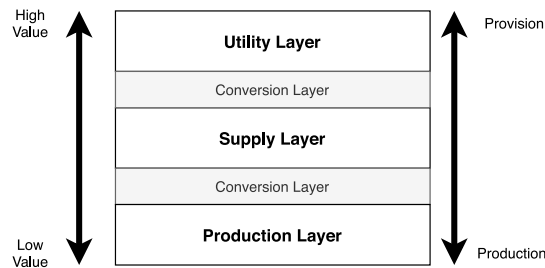 High
Value
Provision
Utility Layer
Conversion Layer
Supply Layer
Conversion Layer
Production Layer
Low
Value
Production